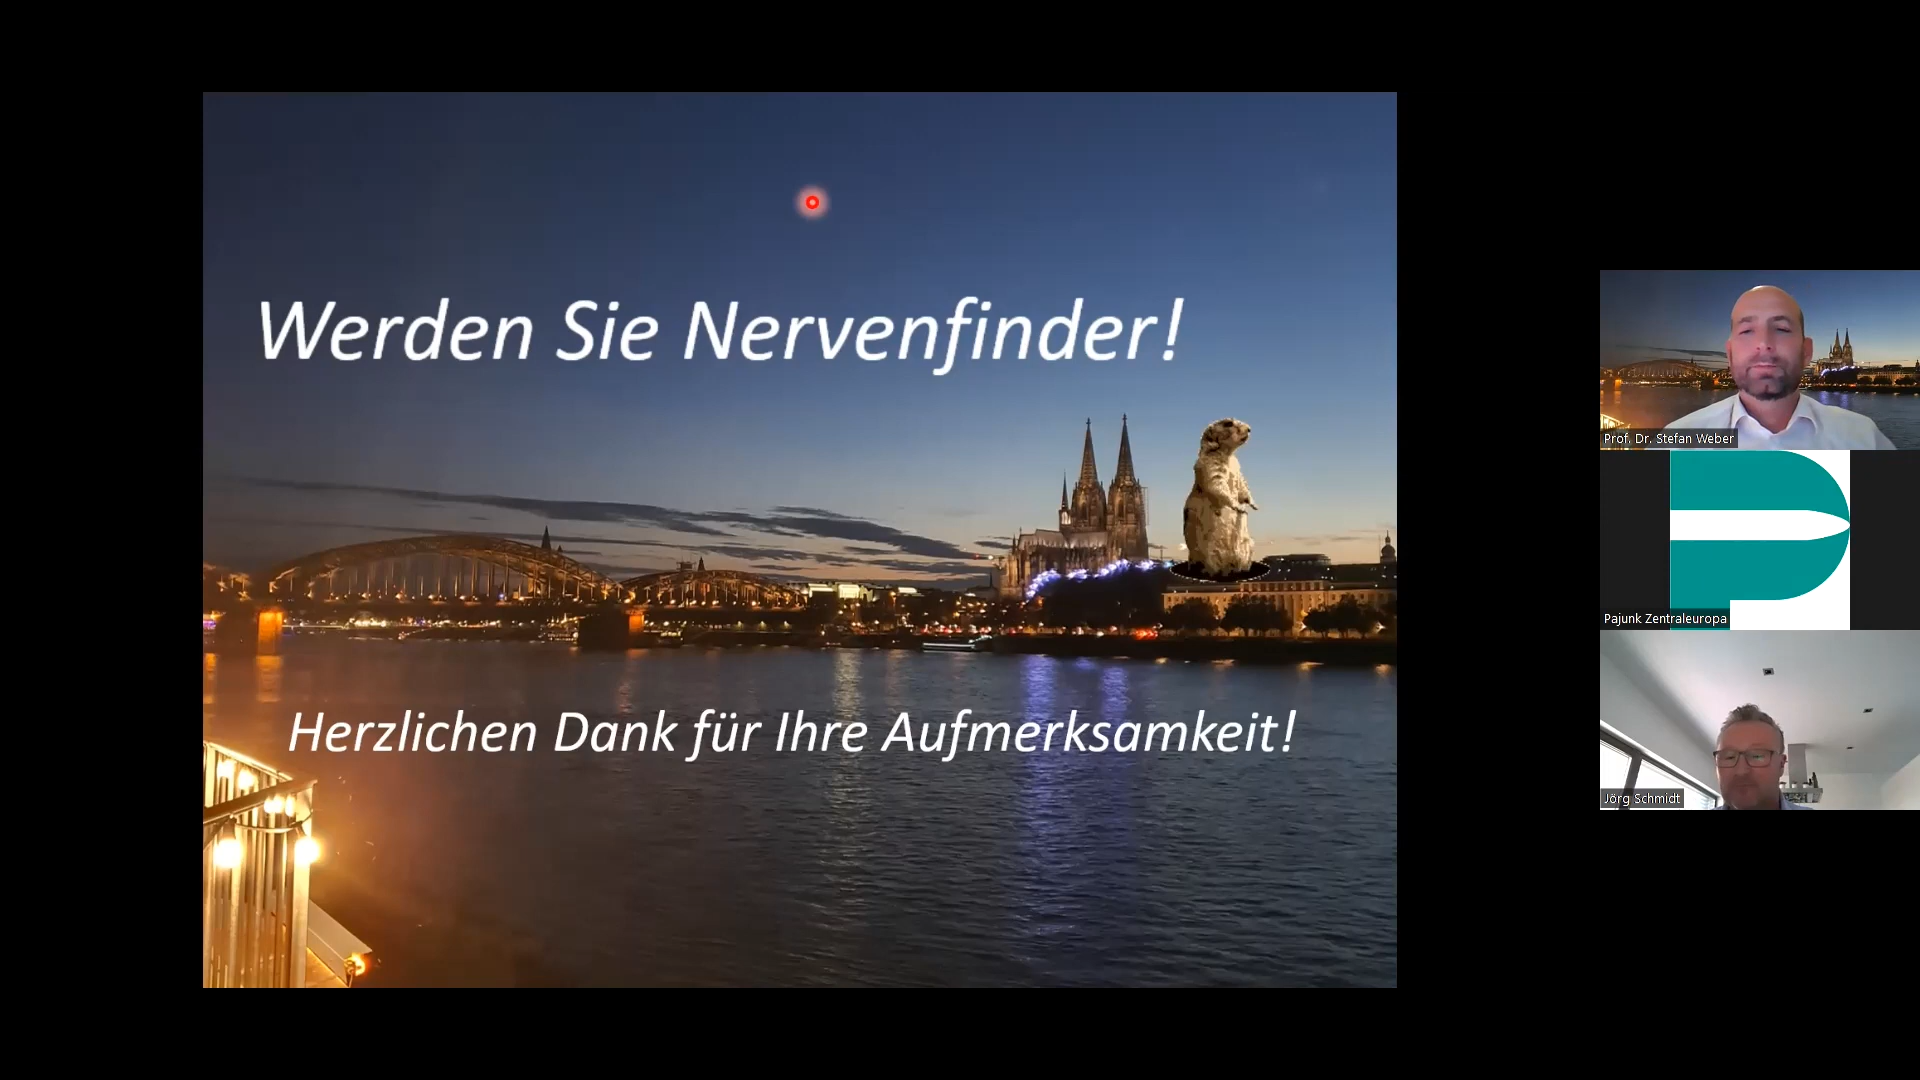 Werden Sie Nervenfinder!
Herzlichen Dank für Ihre Aufmerksamkeit!
Prof. Dr. Stefan Weber
Pajunk Zentraleuropa
Jörg Schmidt